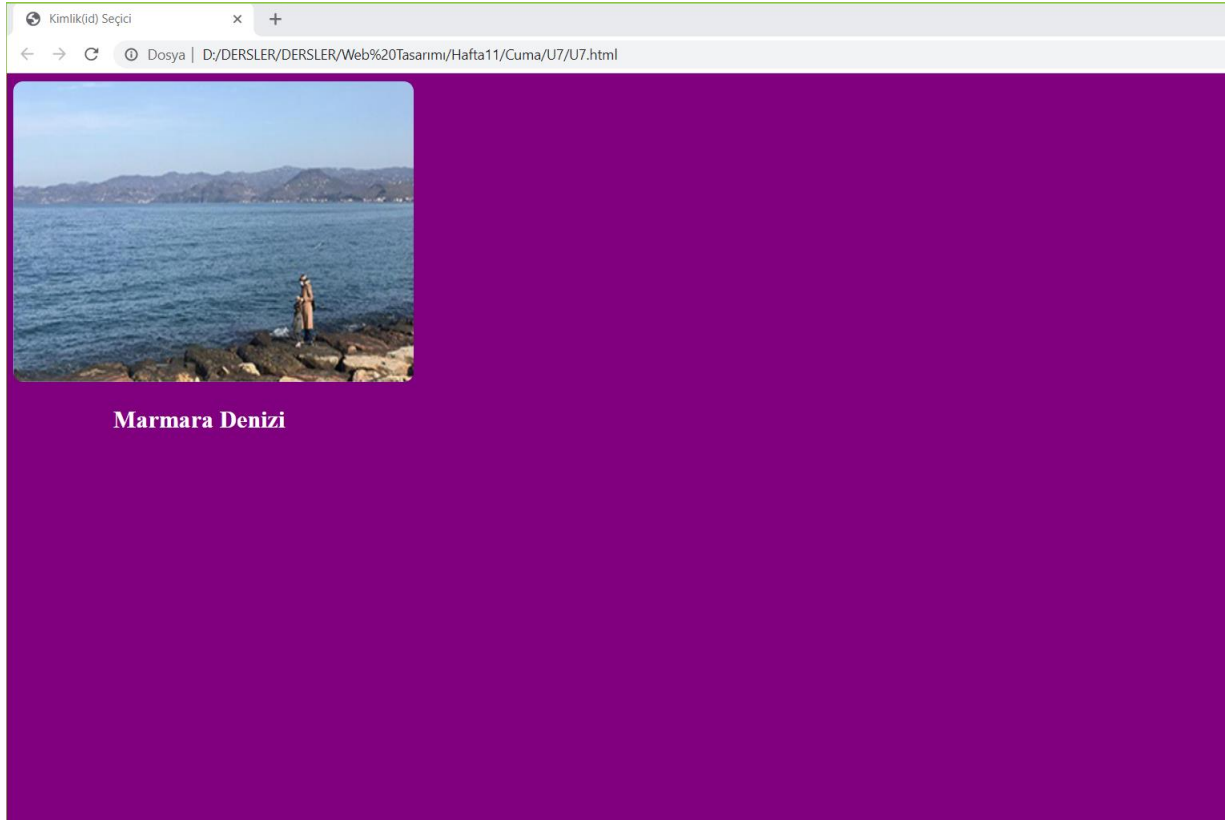 Kimlik(id) Seçici
Dosya | D:/DERSLER/DERSLER/Web%20Tasarımı/Hafta11/Cuma/U7/U7.html
Marmara Denizi